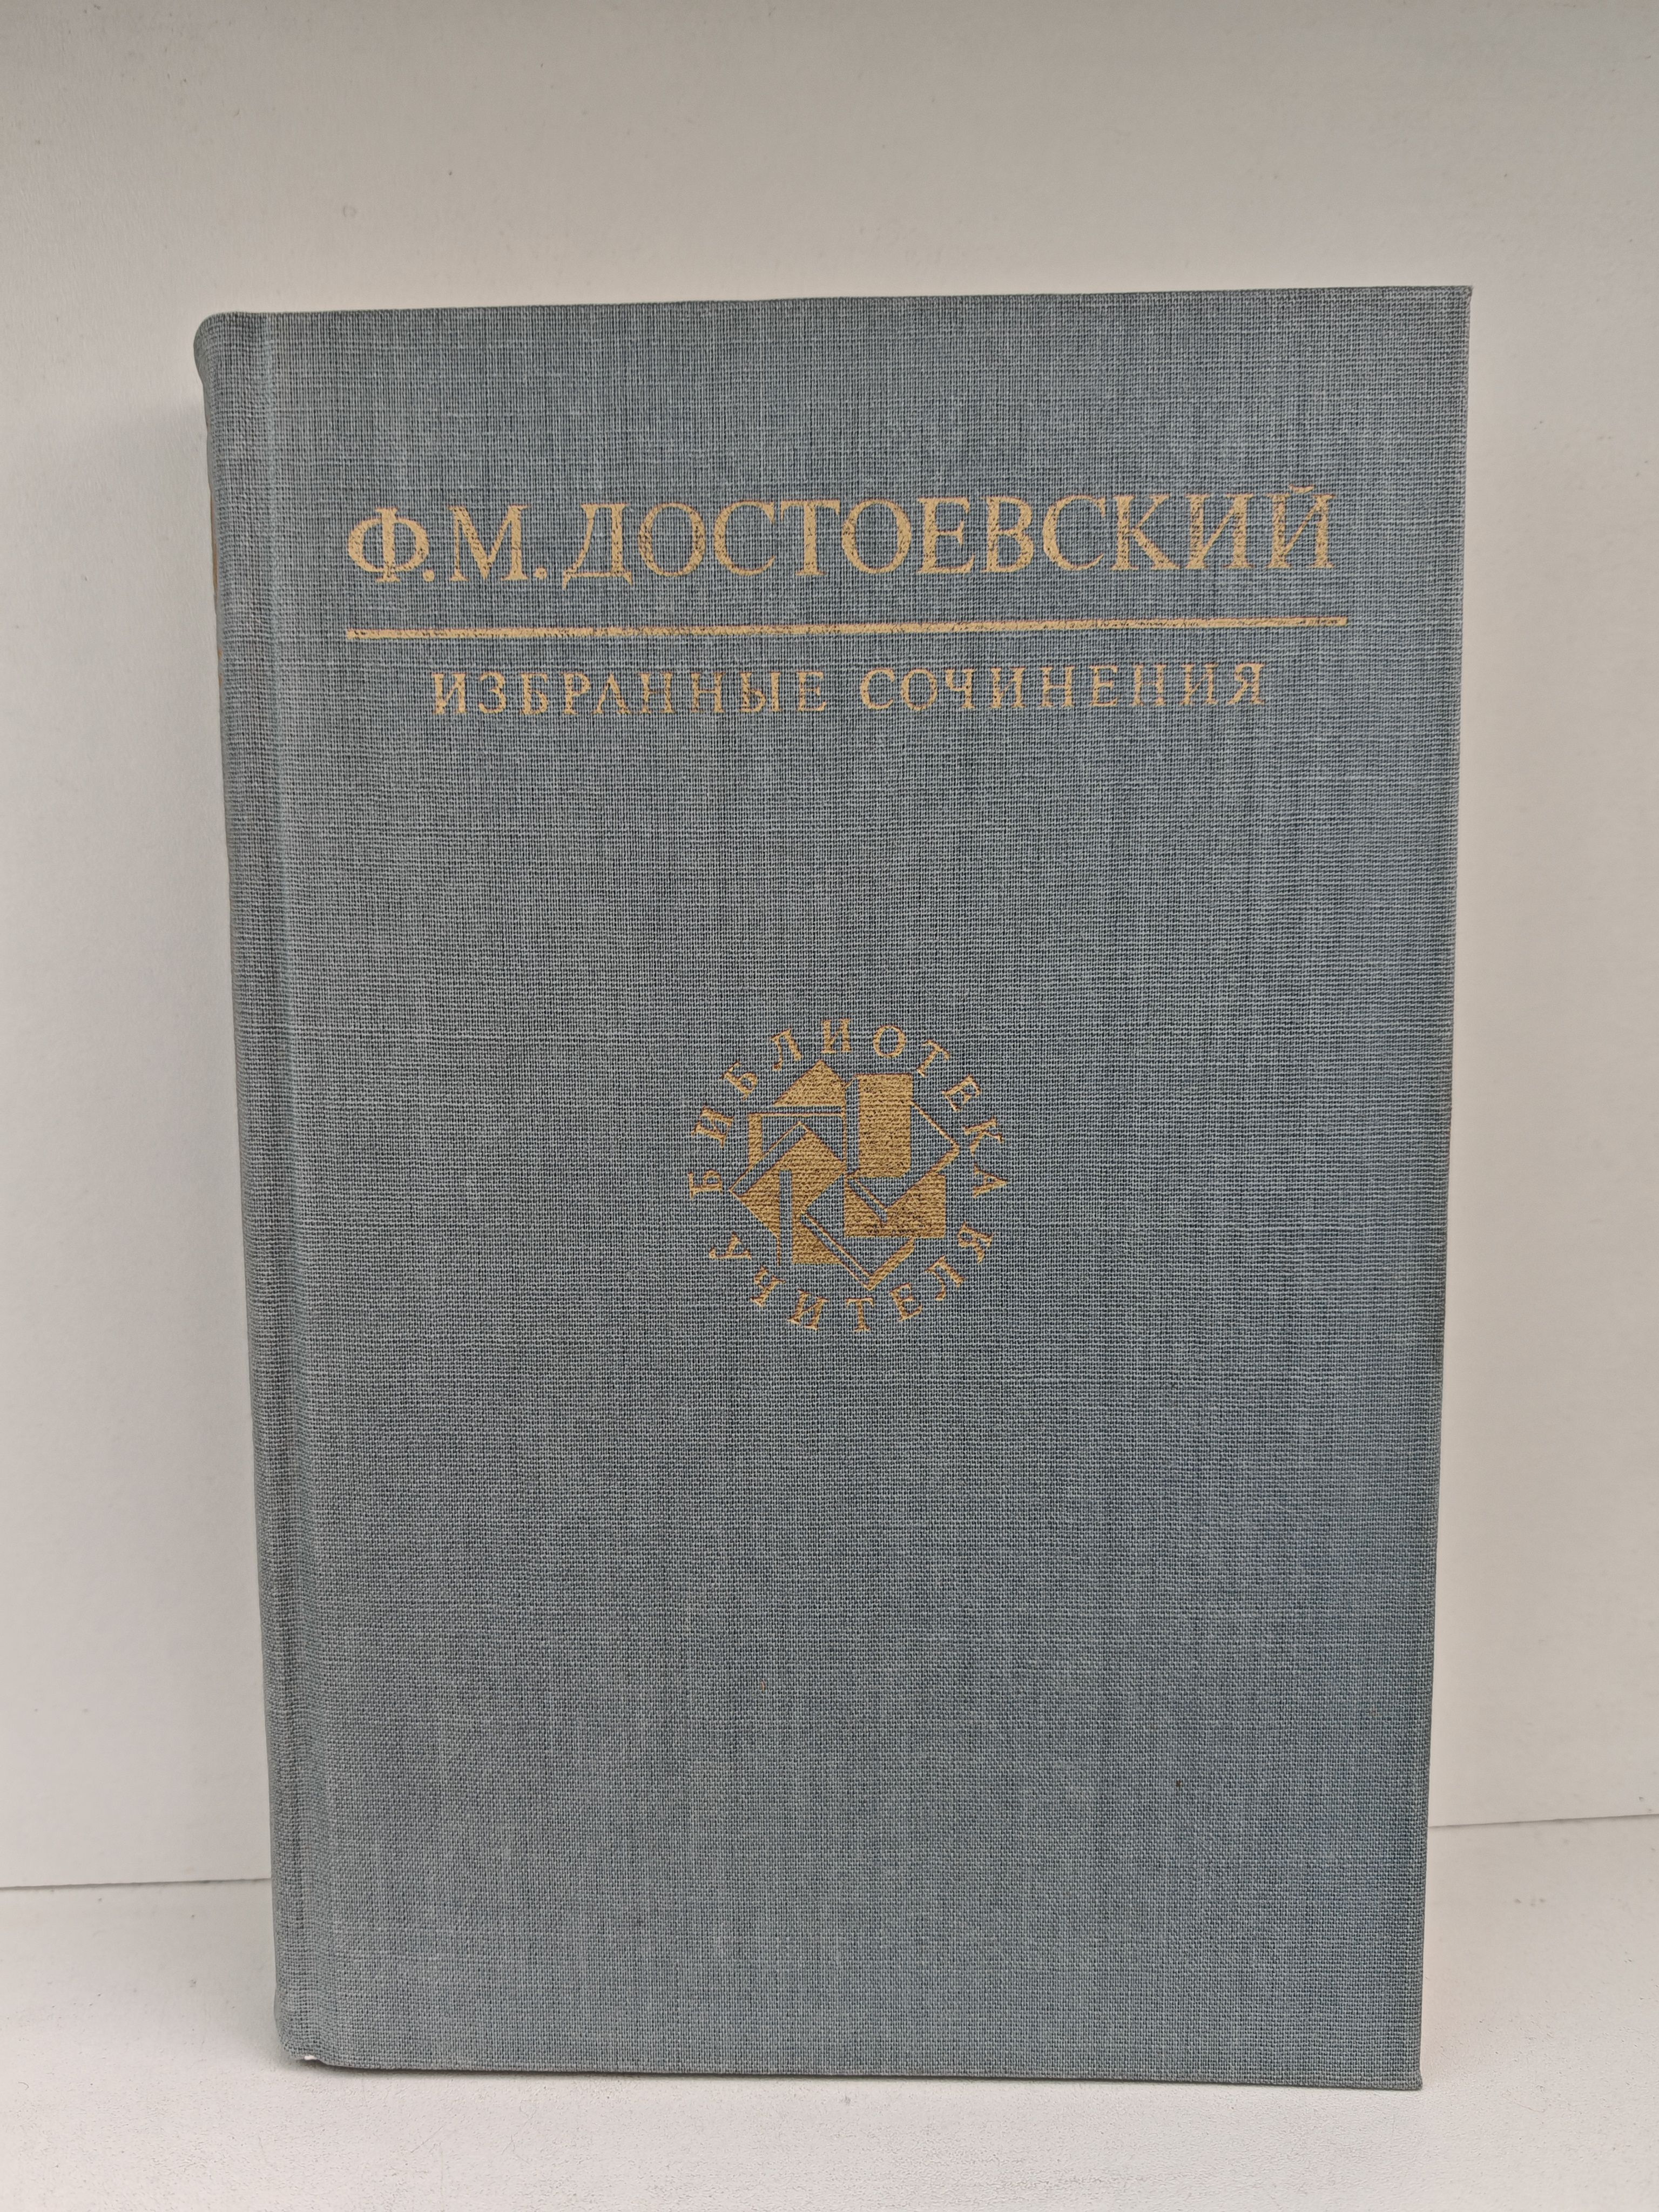 Ф.М.ДОСТОЕВСКИЙ
ИЗБРАННЫЕ СОЧИНЕНИЯ
БИБЛИОТЕКА
УЧИТЕЛЯ